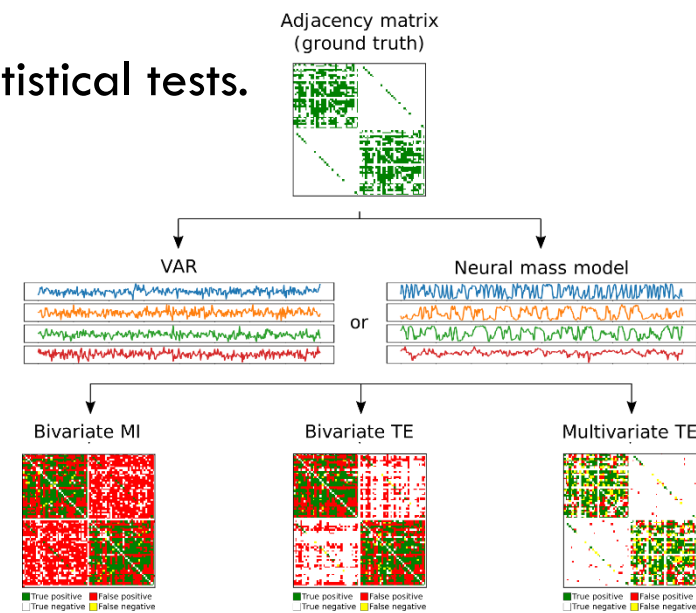 Adjacency matrix
(ground truth)
tistical tests.
VAR
Neural mass model
or
Bivariate MI
Bivariate TE
Multivariate TE
True positive False positive
True negative False negative
True positive False positive
True negative False negative
True positive False positive
True negative False negative